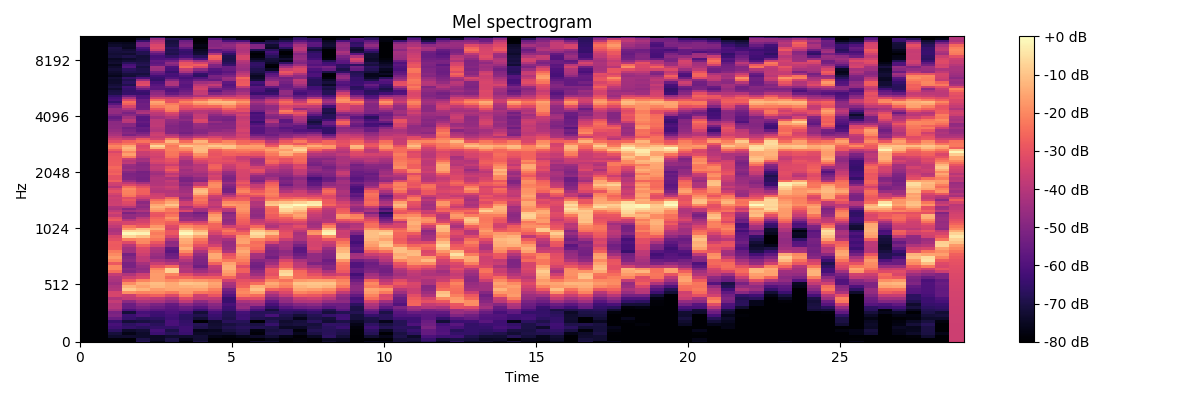 Mel spectrogram
+0 dB
8192
-10 dB
4096
-20 dB
-30 dB
2048
-40 dB
Hz
1024
-50 dB
-60 dB
512
-70 dB
0
-80 dB
0 5 10 15 20 25
Time